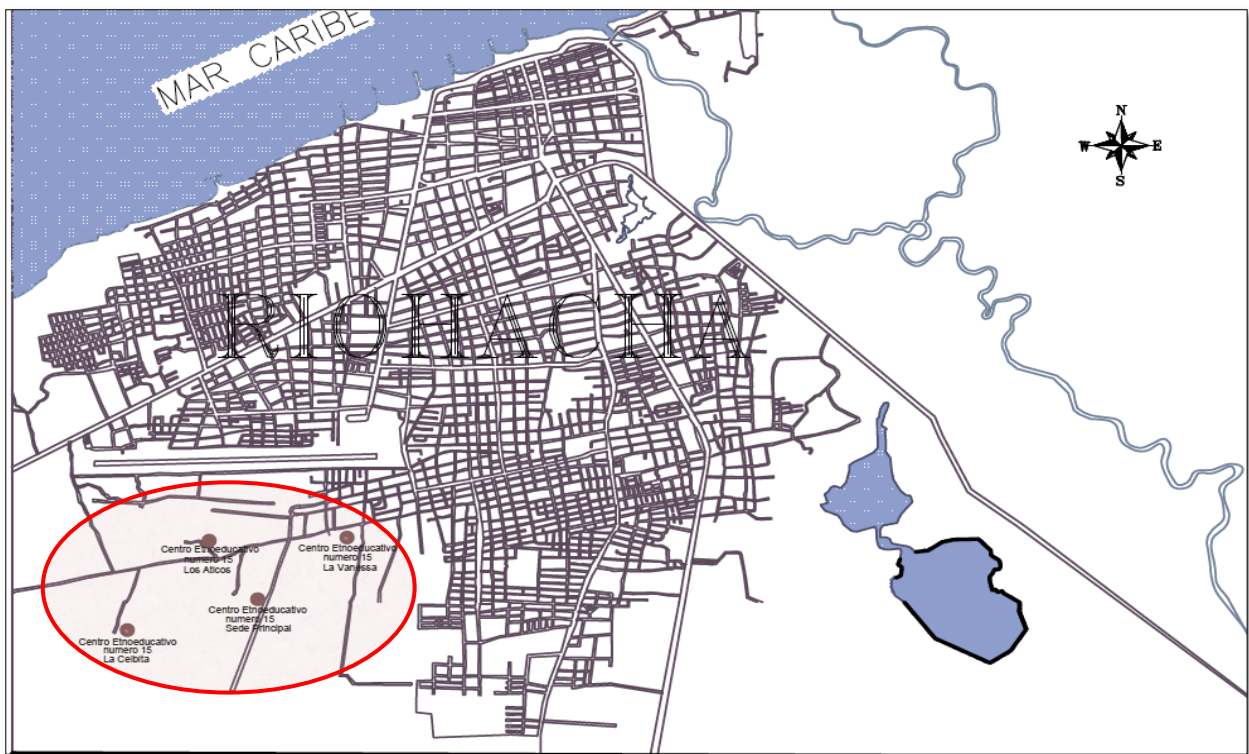 MAR CARIBE
N
W
E
S
RIOHACHA
Centro Etnoeducativo
numero 15
Los Aticos
Centro Etnoeducativo
numero 15
La Vanessa
Centro Etnoeducativo
numero 15
Sede Principal
Centro Etnoeducativo
numero 15
La Ceibita